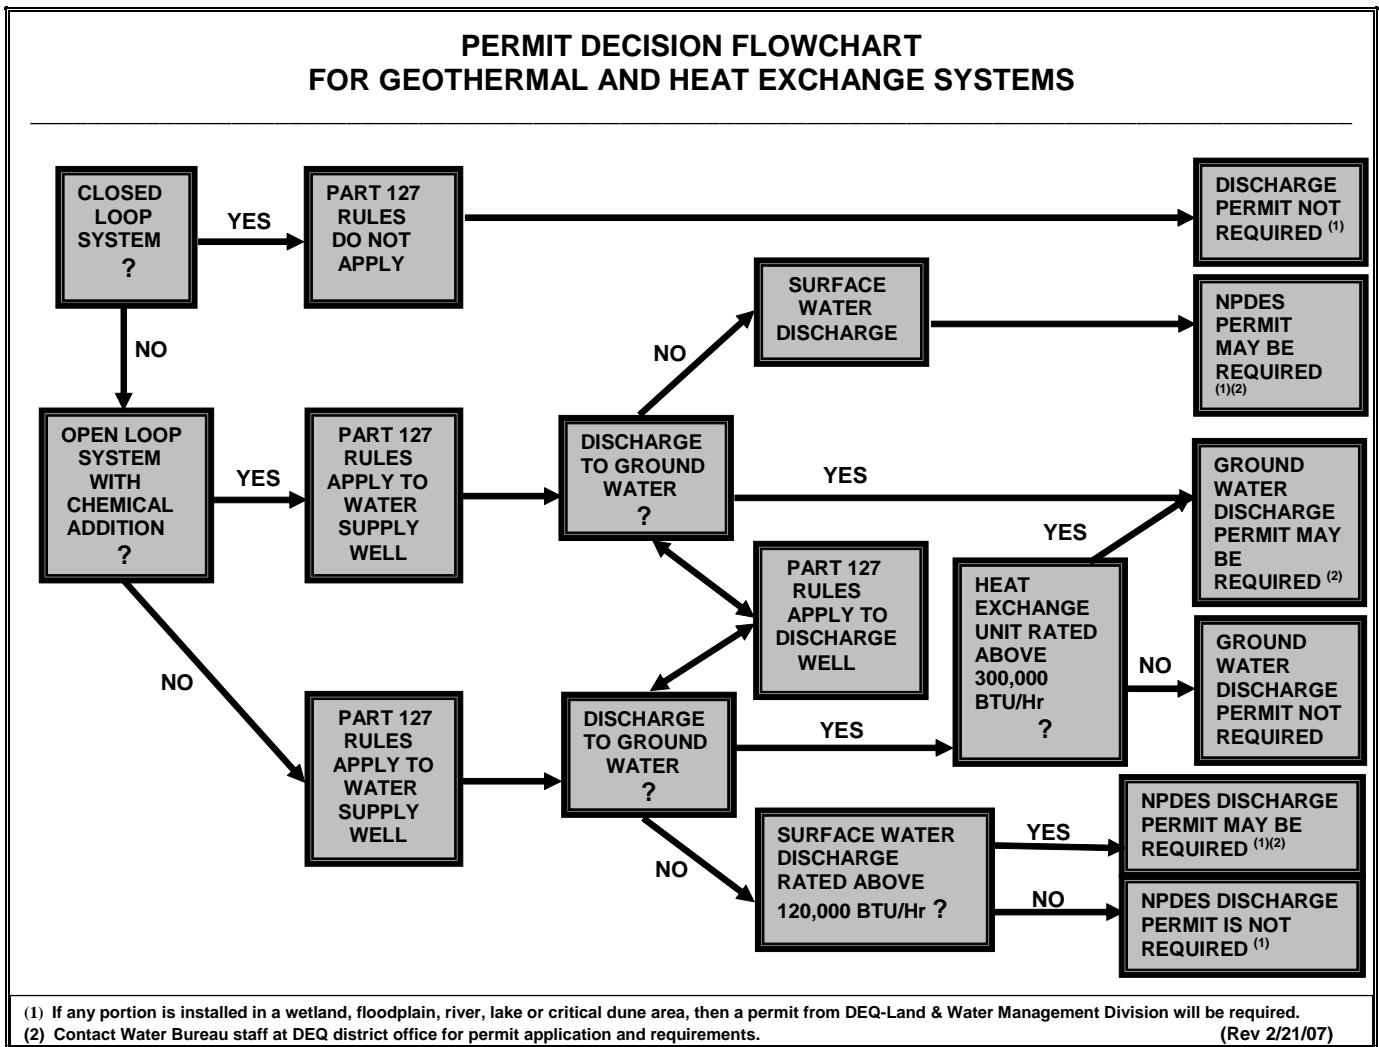 PERMIT DECISION FLOWCHART
FOR GEOTHERMAL AND HEAT EXCHANGE SYSTEMS
CLOSED
LOOP
SYSTEM
?
YES
PART 127
RULES
DO NOT
APPLY
DISCHARGE
PERMIT NOT
REQUIRED (1)
NO
SURFACE
WATER
DISCHARGE
NPDES
PERMIT
MAY BE
REQUIRED
(1)(2)
NO
OPEN LOOP
SYSTEM
WITH
CHEMICAL
ADDITION
?
YES
PART 127
RULES
APPLY TO
WATER
SUPPLY
WELL
DISCHARGE
TO GROUND
WATER
?
YES
GROUND
WATER
DISCHARGE
PERMIT MAY
BE
REQUIRED (2)
YES
PART 127
RULES
APPLY TO
DISCHARGE
WELL
HEAT
EXCHANGE
UNIT RATED
ABOVE
300,000
BTU/Hr
?
NO
GROUND
WATER
DISCHARGE
PERMIT NOT
REQUIRED
NO
PART 127
RULES
APPLY TO
WATER
SUPPLY
WELL
DISCHARGE
TO GROUND
WATER
?
YES
NO
SURFACE WATER
DISCHARGE
RATED ABOVE
120,000 BTU/Hr ?
YES
NPDES DISCHARGE
PERMIT MAY BE
REQUIRED (1)(2)
NO
NPDES DISCHARGE
PERMIT IS NOT
REQUIRED (1)
(1) If any portion is installed in a wetland, floodplain, river, lake or critical dune area, then a permit from DEQ-Land & Water Management Division will be required.
(2) Contact Water Bureau staff at DEQ district office for permit application and requirements. (Rev 2/21/07)